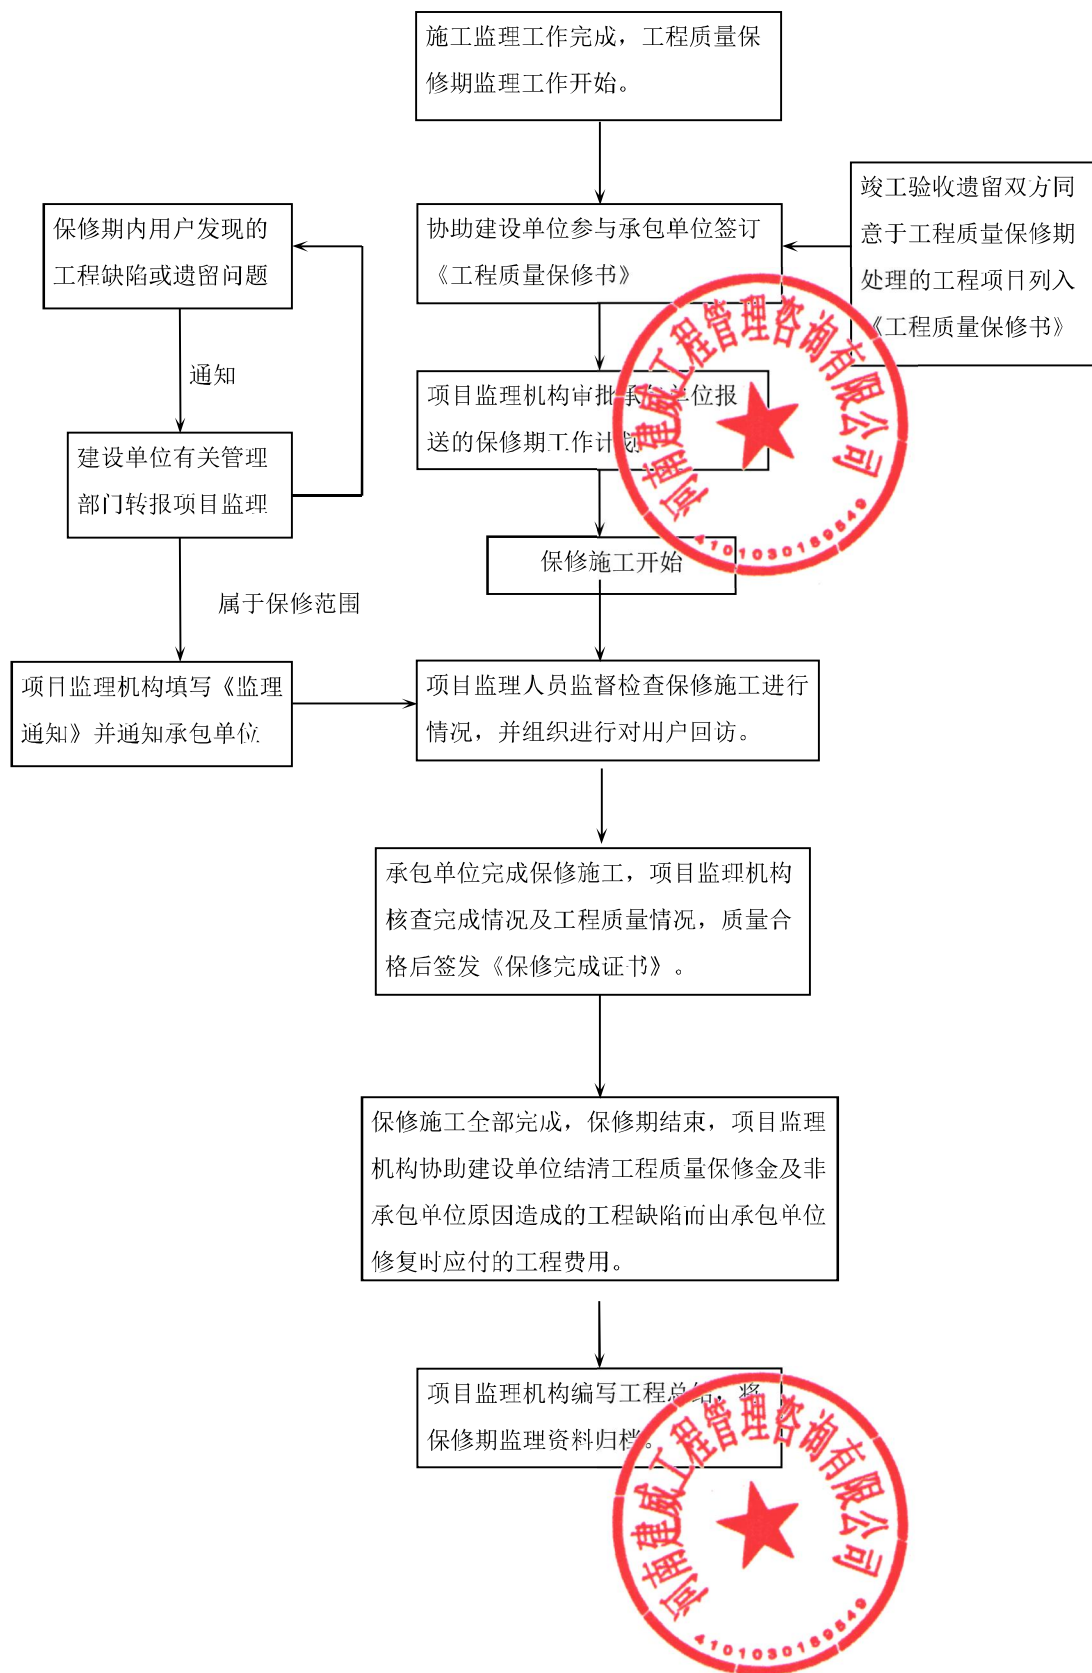 施工监理工作完成，工程质量保
修期监理工作开始。
竣工验收遗留双方同
意于工程质量保修期
处理的工程项目列入
《工程质量保修书》
保修期内用户发现的
工程缺陷或遗留问题
协助建设单位参与承包单位签订
《工程质量保修书》
通知
项目监理机构审批承包单位报
送的保修期工作计划
建设单位有关管理
部门转报项目监理
保修施工开始
属于保修范围
项目监理机构填写《监理
通知》并通知承包单位
项目监理人员监督检查保修施工进行
情况，并组织进行对用户回访。
承包单位完成保修施工，项目监理机构
核查完成情况及工程质量情况，质量合
格后签发《保修完成证书》。
保修施工全部完成，保修期结束，项目监理
机构协助建设单位结清工程质量保修金及非
承包单位原因造成的工程缺陷而由承包单位
修复时应付的工程费用。
项目监理机构编写工程总结，将
保修期监理资料归档。
河南建威工程管理咨询有限公司
4101030189549
河南建威工程管理咨询有限公司
4101030189549